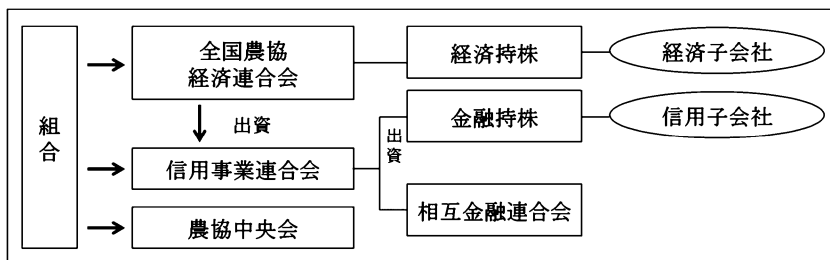 組合
全国農協
経済連合会
経済持株
経済子会社
出資
金融持株
信用子会社
出資
信用事業連合会
相互金融連合会
農協中央会